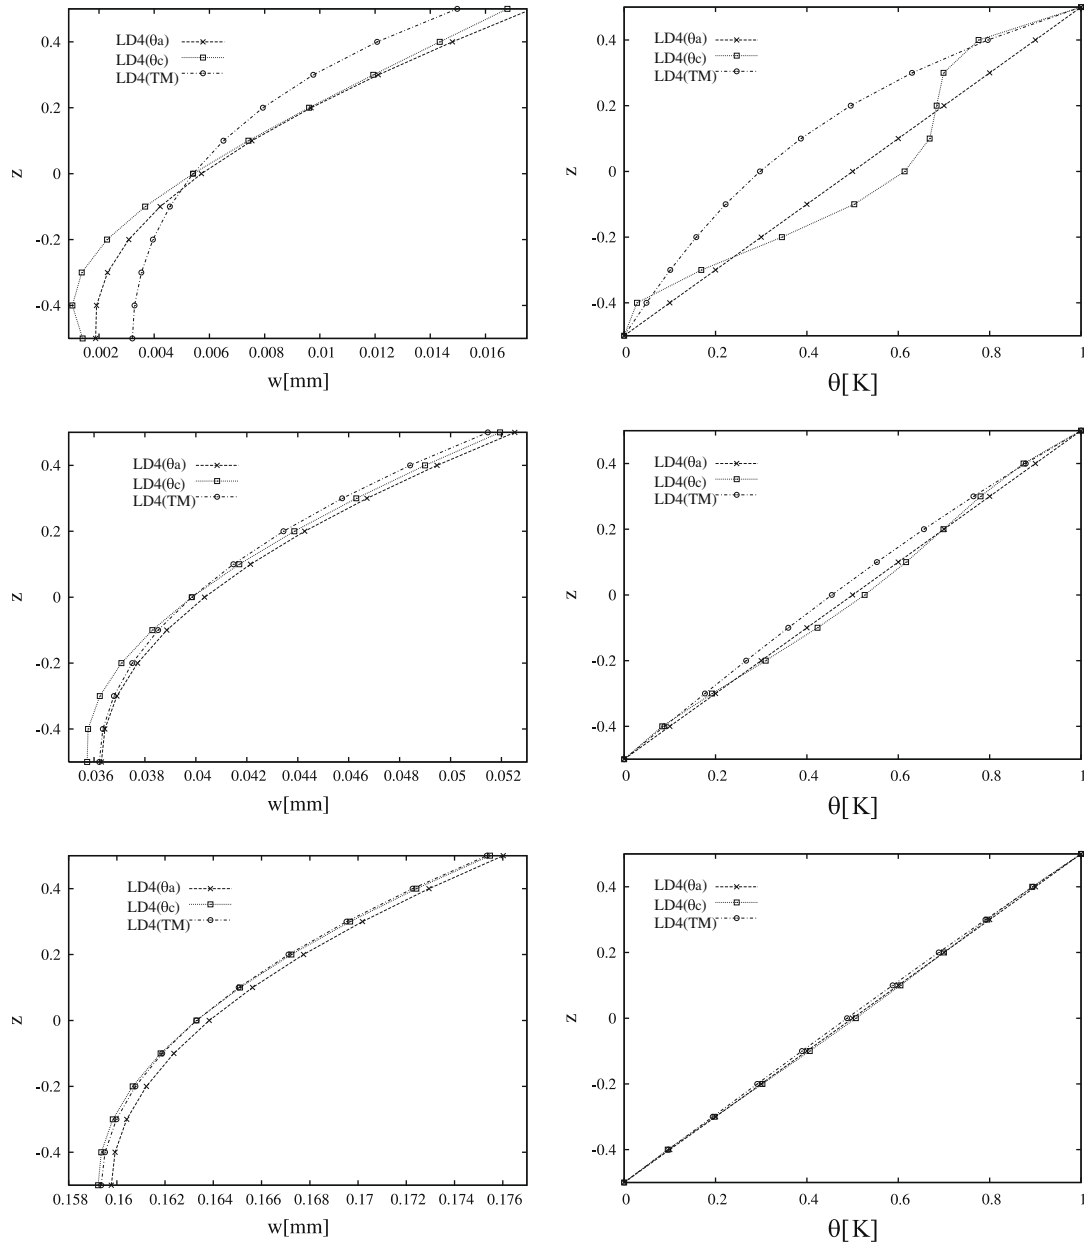 0.4
0.2
0
-0.2
-0.4
z
LD4(θa)
LD4(θc)
LD4(TM)
0.002 0.004 0.006 0.008 0.01 0.012 0.014 0.016
w[mm]
0.4
0.2
0
-0.2
-0.4
z
LD4(θa)
LD4(θc)
LD4(TM)
0 0.2 0.4 0.6 0.8 1
θ[K]
0.4
0.2
0
-0.2
-0.4
z
LD4(θa)
LD4(θc)
LD4(TM)
0.036 0.038 0.04 0.042 0.044 0.046 0.048 0.05 0.052
w[mm]
0.4
0.2
0
-0.2
-0.4
z
LD4(θa)
LD4(θc)
LD4(TM)
0 0.2 0.4 0.6 0.8 1
θ[K]
0.4
0.2
0
-0.2
-0.4
z
LD4(θa)
LD4(θc)
LD4(TM)
0.158 0.16 0.162 0.164 0.166 0.168 0.17 0.172 0.174 0.176
w[mm]
0.4
0.2
0
-0.2
-0.4
z
LD4(θa)
LD4(θc)
LD4(TM)
0 0.2 0.4 0.6 0.8 1
θ[K]